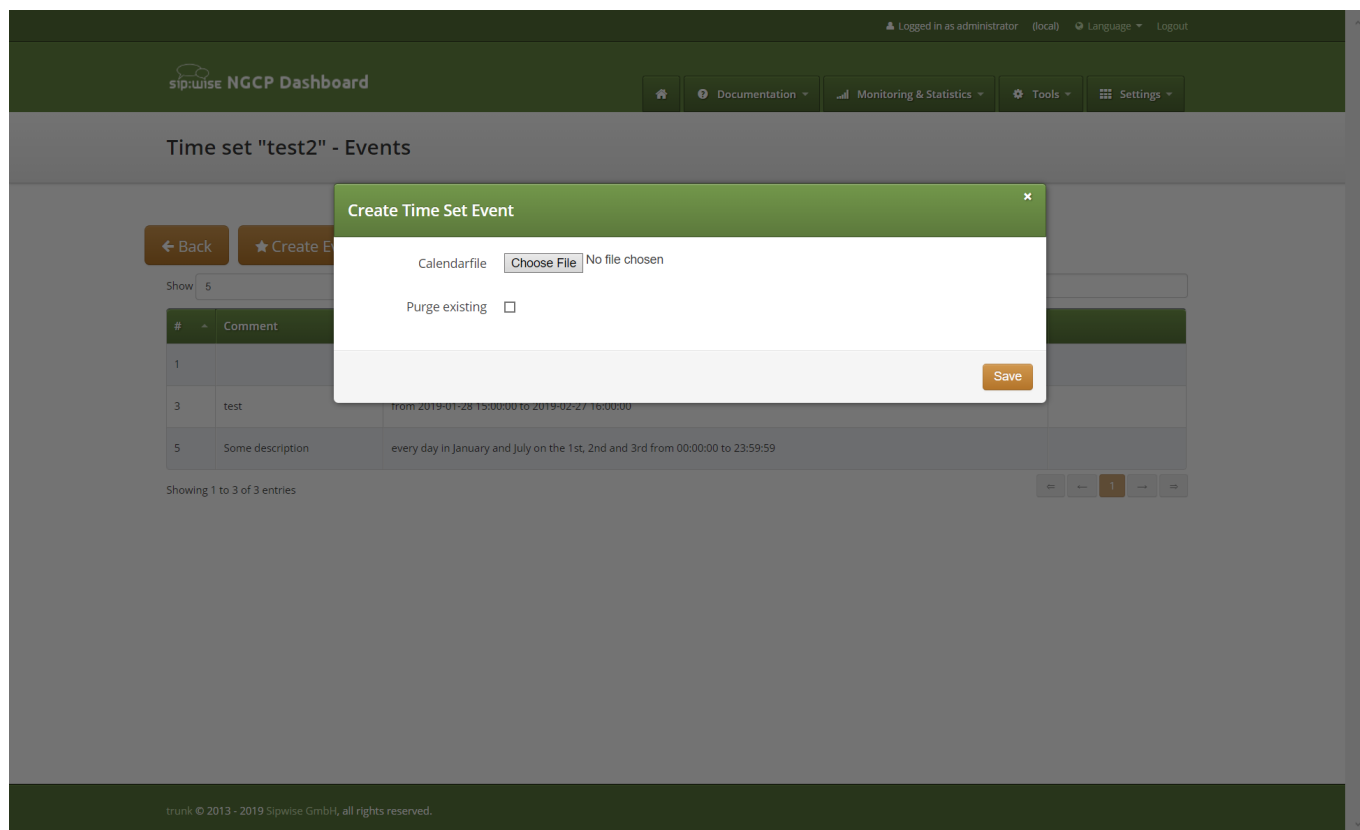 Logged in as administrator (local) Language Logout
sip:wise NGCP Dashboard
Documentation Monitoring & Statistics Tools Settings
Time set "test2" - Events
Create Time Set Event ×
Back Create E
Calendarfile Choose File No file chosen
Show 5
Purge existing
# Comment
1
Save
3 test from 2019-01-28 15:00:00 to 2019-02-27 16:00:00
5 Some description every day in January and July on the 1st, 2nd and 3rd from 00:00:00 to 23:59:59
Showing 1 to 3 of 3 entries ⇐ ← 1 → ⇒
trunk © 2013 - 2019 Sipwise GmbH, all rights reserved.